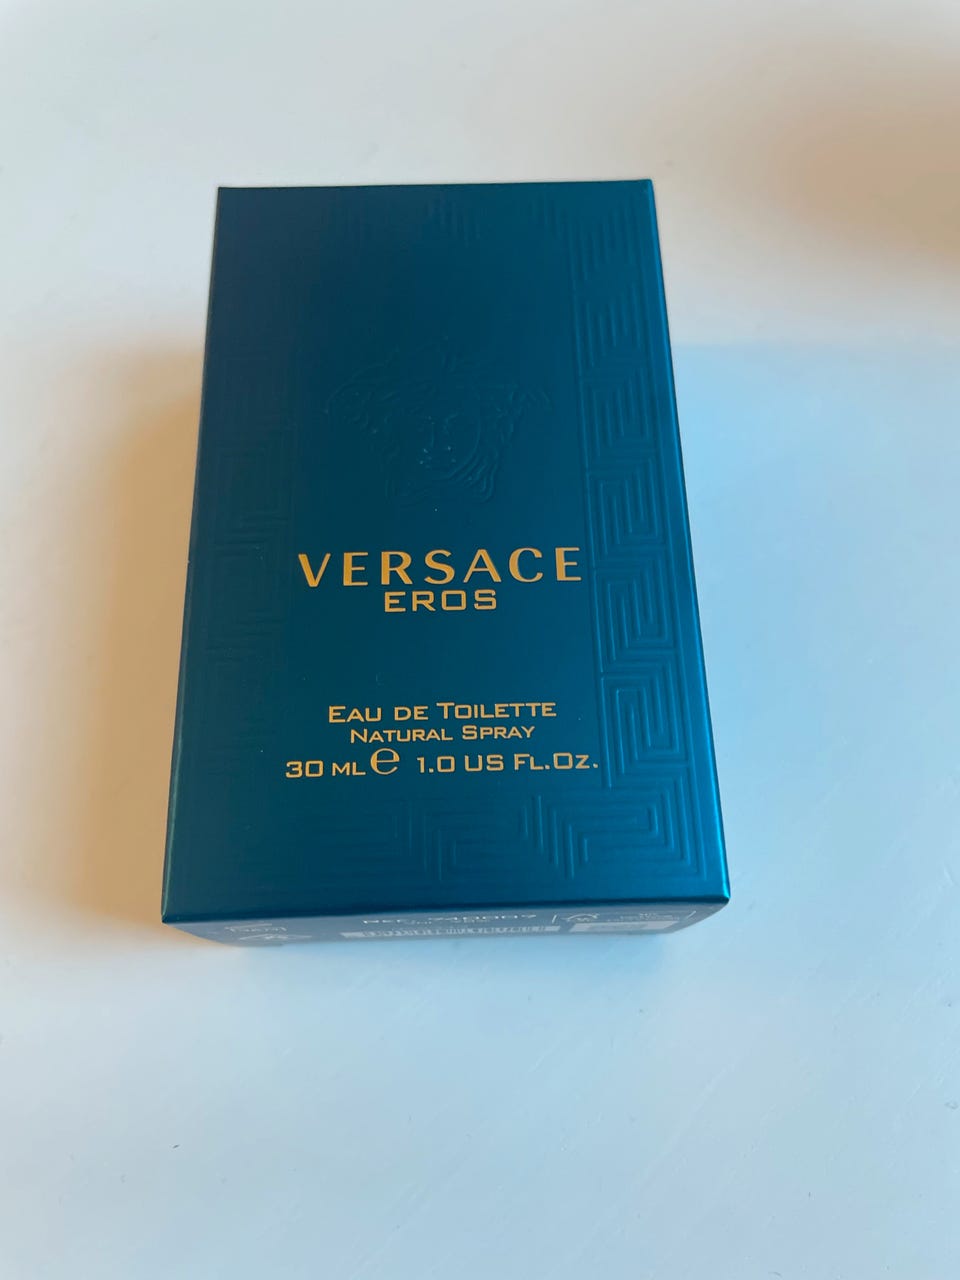 VERSACE
EROS
EAU DE TOILETTE
NATURAL SPRAY
30 ML e 1.0 US FL.OZ.